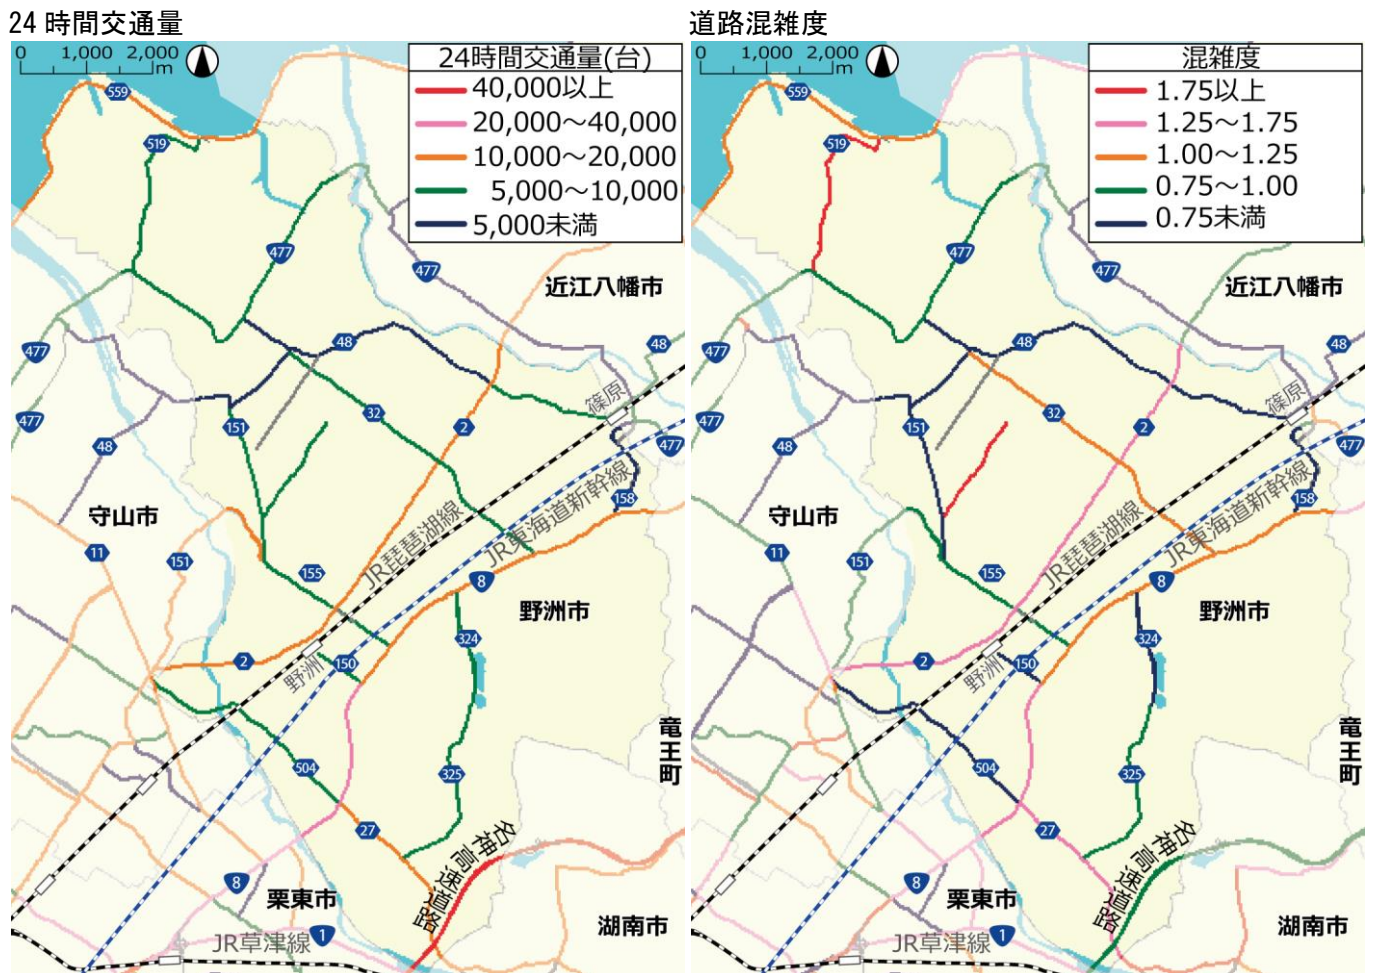 24 時間交通量
0 1,000 2,000
m
24時間交通量(台)
40,000以上
20,000～40,000
10,000～20,000
5,000～10,000
5,000未満
559
519
477
477
近江八幡市
477
48
48
篠原
32
2
151
477
48
477
158
守山市
JR琵琶湖線
JR東海道新幹線
11
151
155
8
野洲市
324
2
野洲
150
竜王町
504
325
27
名神高速道路
8
栗東市
湖南市
JR草津線
1
道路混雑度
0 1,000 2,000
m
混雑度
1.75以上
1.25～1.75
1.00～1.25
0.75～1.00
0.75未満
559
519
477
477
近江八幡市
477
48
48
篠原
32
2
151
477
48
477
158
守山市
JR琵琶湖線
JR東海道新幹線
11
151
155
8
野洲市
324
2
野洲
150
竜王町
504
325
27
名神高速道路
8
栗東市
湖南市
JR草津線
1